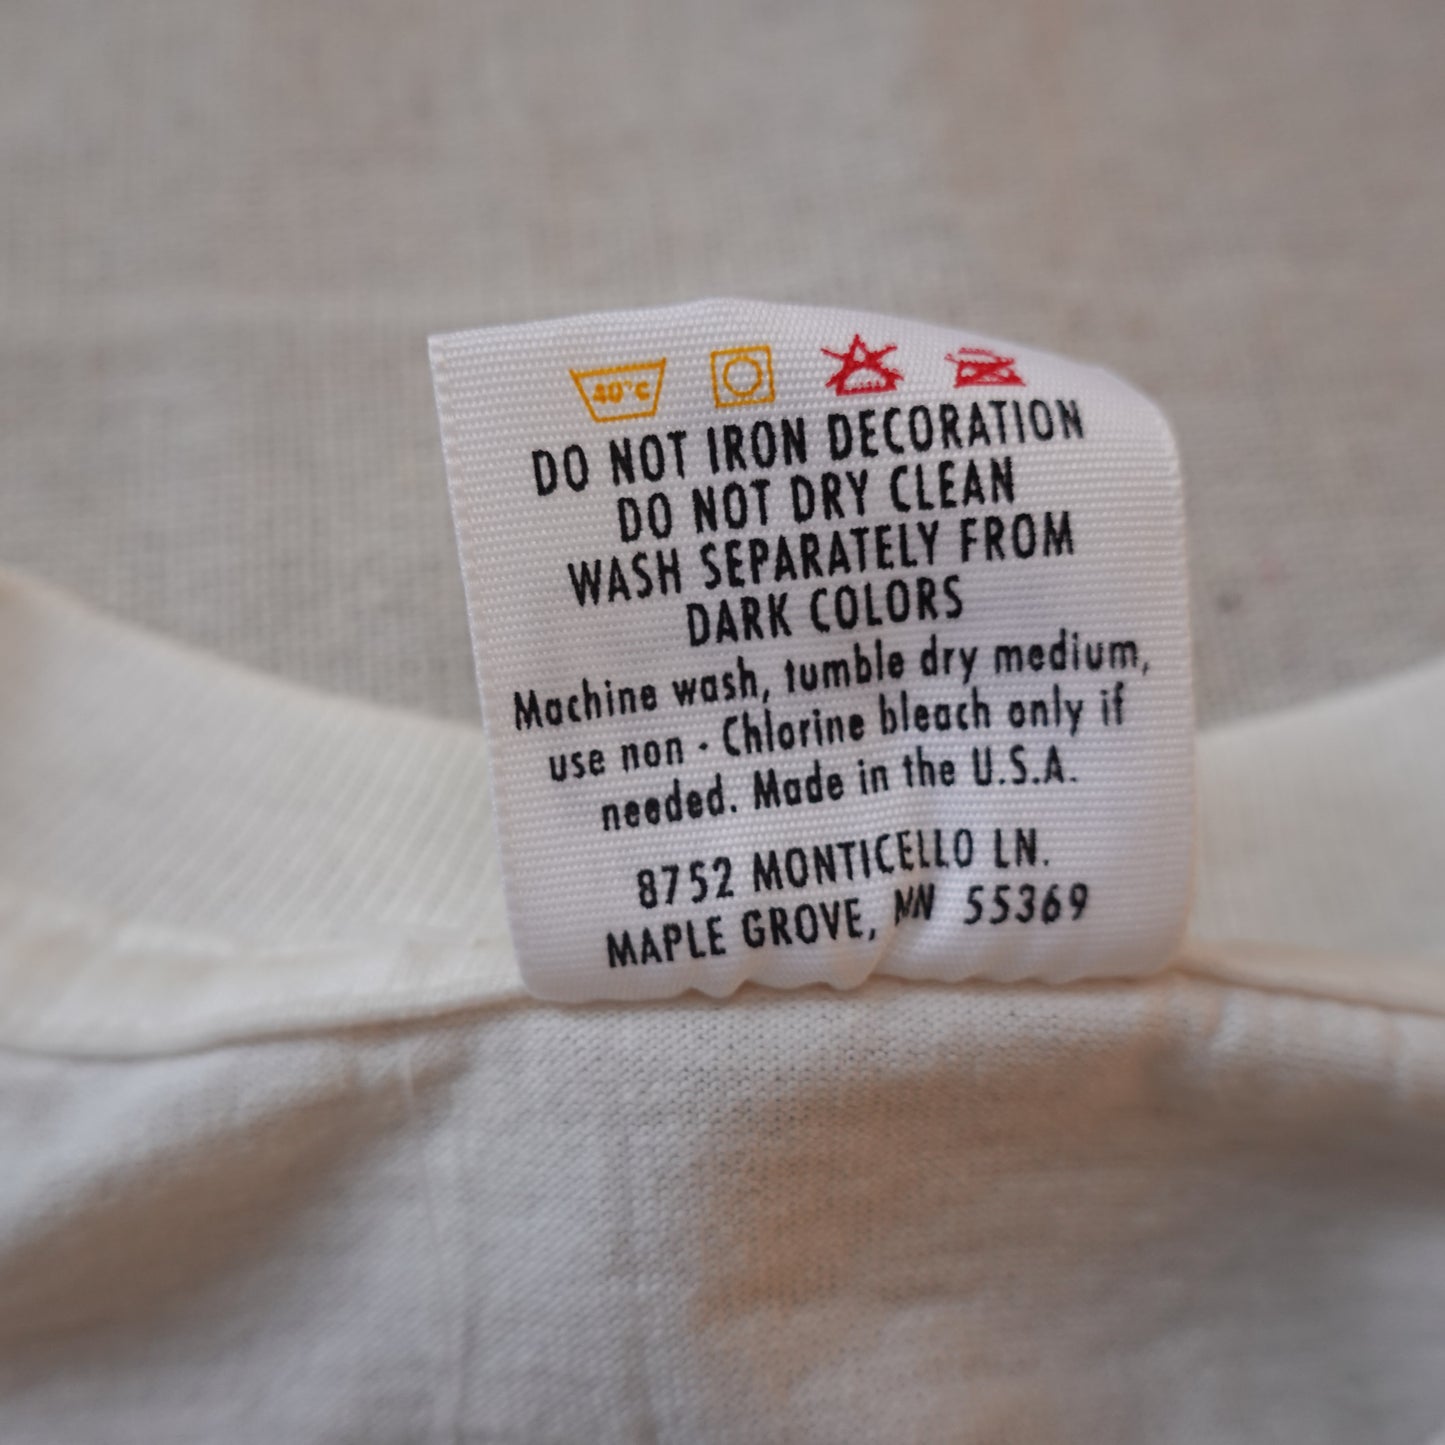 40°C
DO NOT IRON DECORATION
DO NOT DRY CLEAN
WASH SEPARATELY FROM
DARK COLORS
Machine wash, tumble dry medium,
use non - Chlorine bleach only if
needed. Made in the U.S.A.
8752 MONTICELLO LN.
MAPLE GROVE, MN 55369